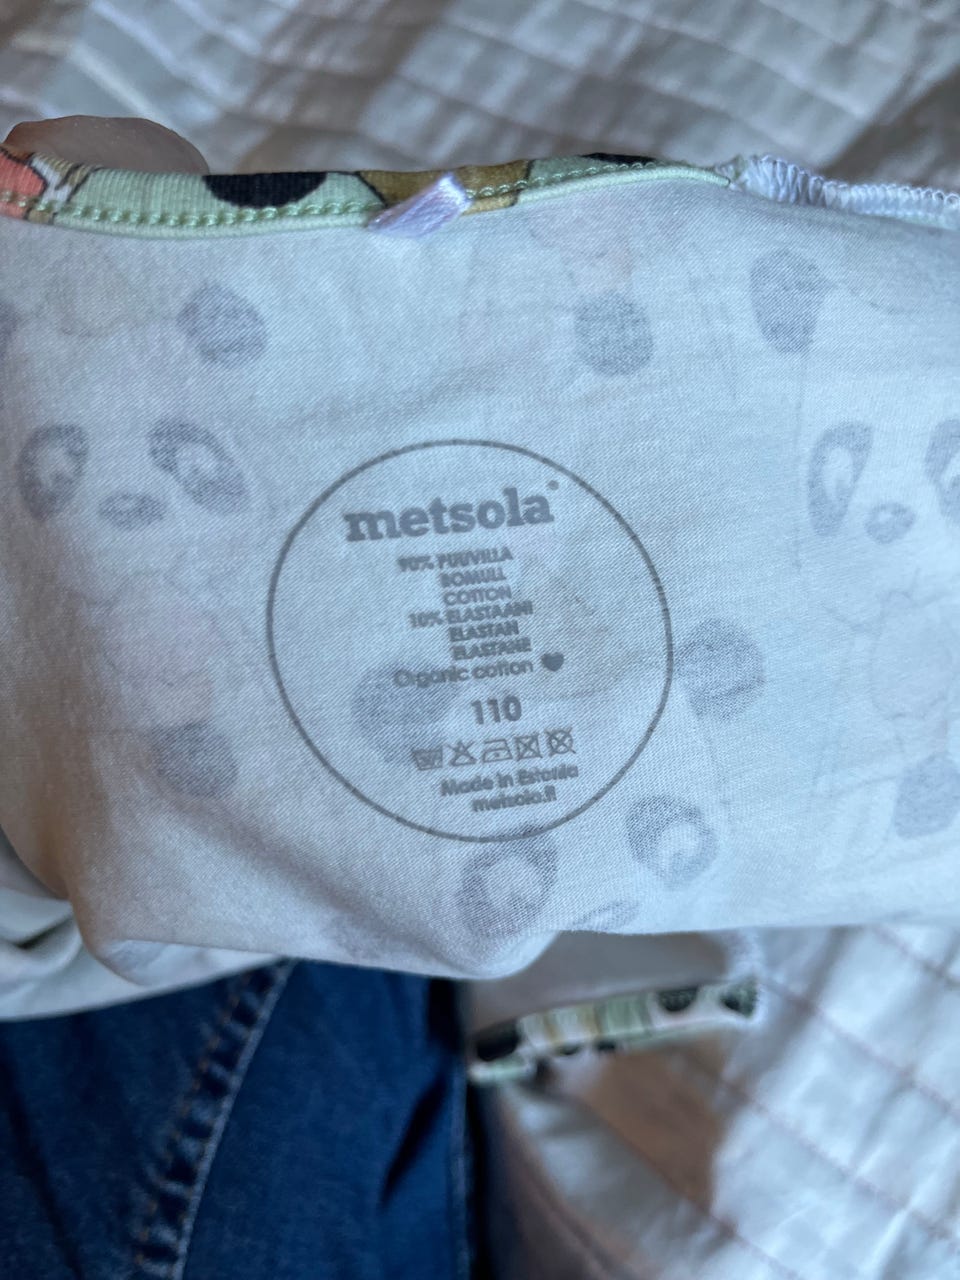 metsola
90% PUUVILLA
BOMULL
COTTON
10% ELASTAANI
ELASTAN
ELASTANE
Organic cotton
110
Made in Estonia
metsola.fi